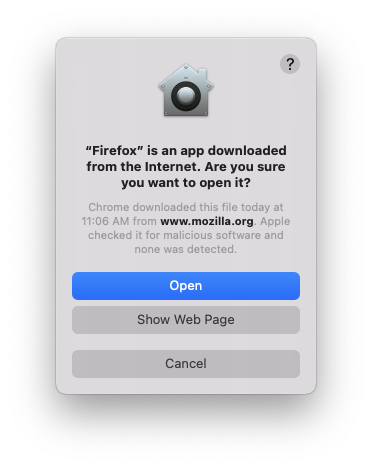 ?
“Firefox” is an app downloaded
from the Internet. Are you sure
you want to open it?
Chrome downloaded this file today at
11:06 AM from www.mozilla.org. Apple
checked it for malicious software and
none was detected.
Open
Show Web Page
Cancel